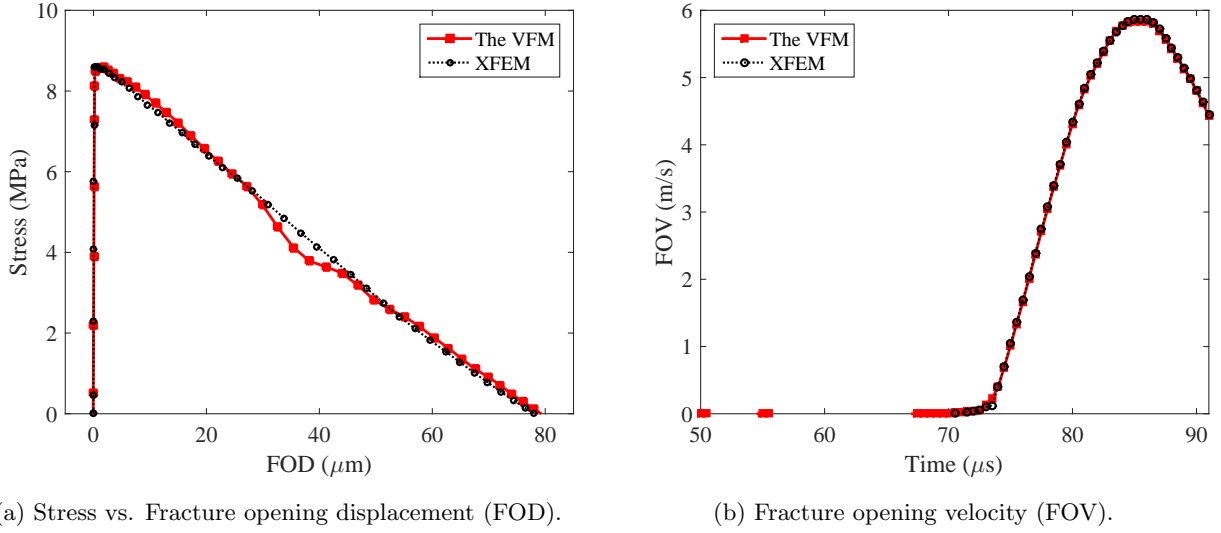 The VFM
XFEM
10
8
6
4
2
0
Stress (MPa)
0
20
40
60
80
FOD (μm)
(a) Stress vs. Fracture opening displacement (FOD).
The VFM
XFEM
6
5
4
3
2
1
0
FOV (m/s)
50
60
70
80
90
Time (μs)
(b) Fracture opening velocity (FOV).